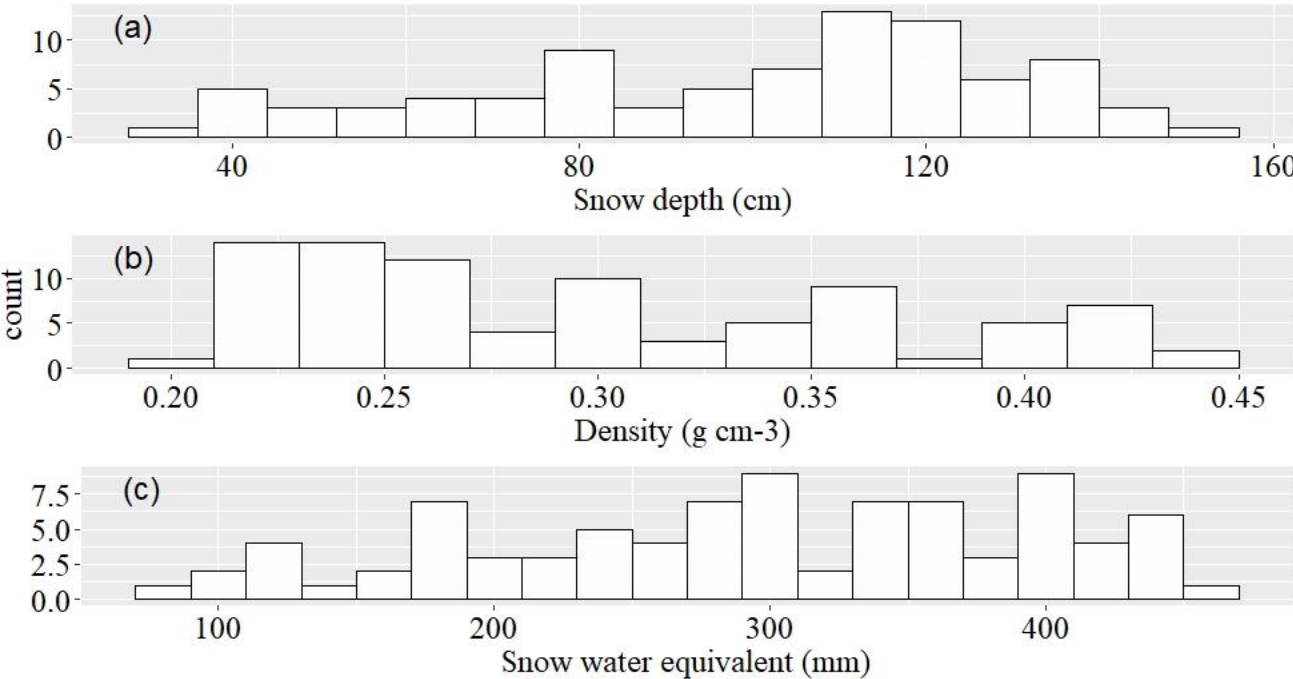 (a)
10
5
0
40 80 120 160
Snow depth (cm)
(b)
count
10
5
0
0.20 0.25 0.30 0.35 0.40 0.45
Density (g cm-3)
(c)
7.5
5.0
2.5
0.0
100 200 300 400
Snow water equivalent (mm)